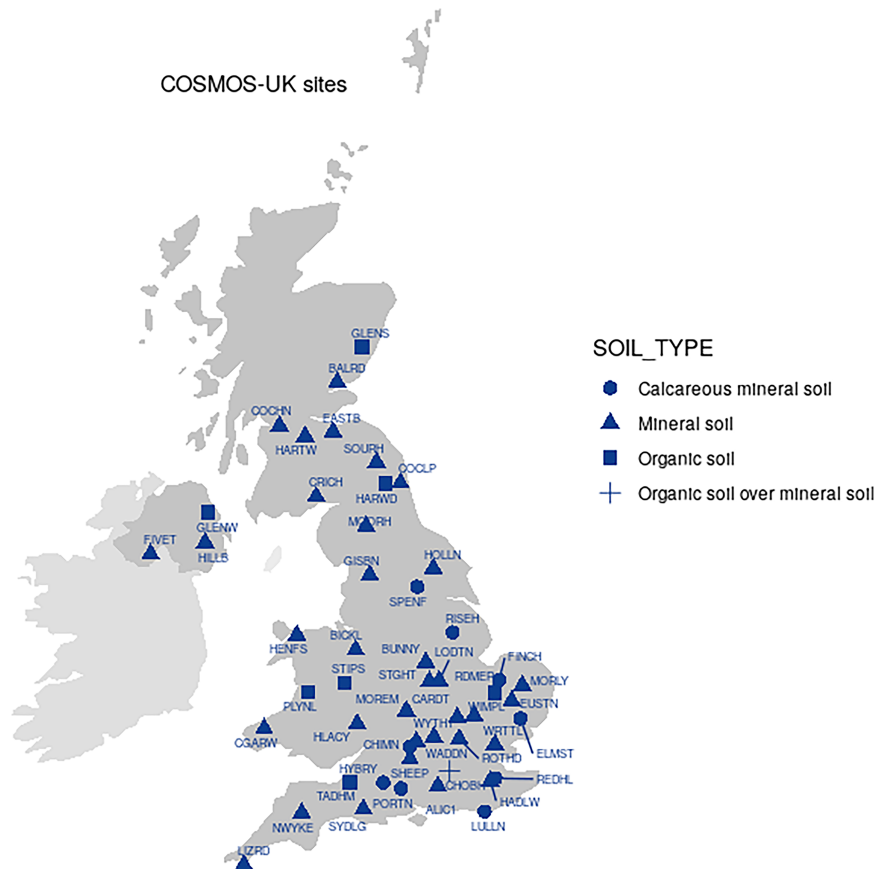 COSMOS-UK sites
GLENS
BALRD
COCHN
EASTB
HARTW
SOURH
COCLP
CRICH
HARWD
GLENW
MOORH
FIVET
HILLB
HOLLN
GISBN
SPENF
RISEH
BICKL
HENFS
BUNNY
LODTN
FINCH
STIPS
STGHT
RDMER
MORLY
PLYNL
MOREM
CARDT
WIMPL
EUSTN
WYTH1
WRTTL
CGARW
HLACY
CHIMN
WADDN
ROTHD
ELMST
HYBRY
SHEEP
REDHL
TADHM
PORTN
CHOBH
HADLW
ALIC1
NWYKE
SYDLG
LULLN
LIZRD
SOIL_TYPE
Calcareous mineral soil
Mineral soil
Organic soil
Organic soil over mineral soil